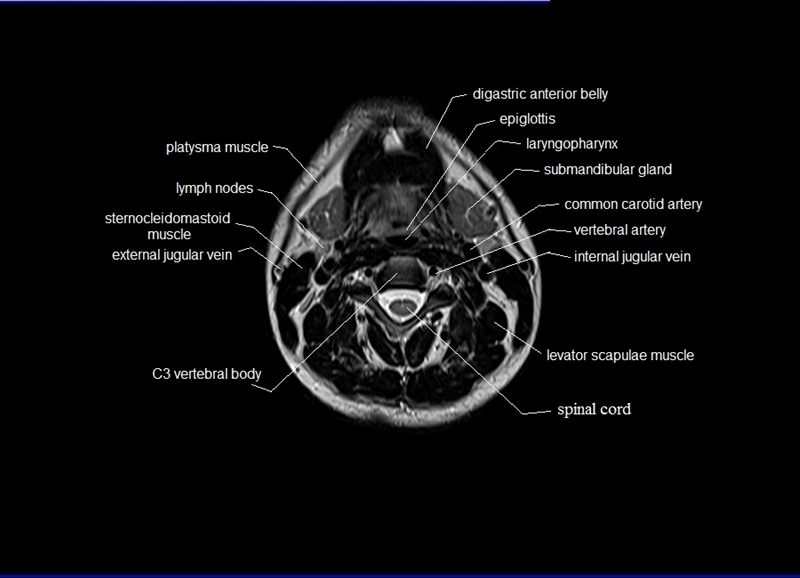 digastric anterior belly
epiglottis
laryngopharynx
submandibular gland
common carotid artery
vertebral artery
internal jugular vein
levator scapulae muscle
spinal cord
platysma muscle
lymph nodes
sternocleidomastoid
muscle
external jugular vein
C3 vertebral body